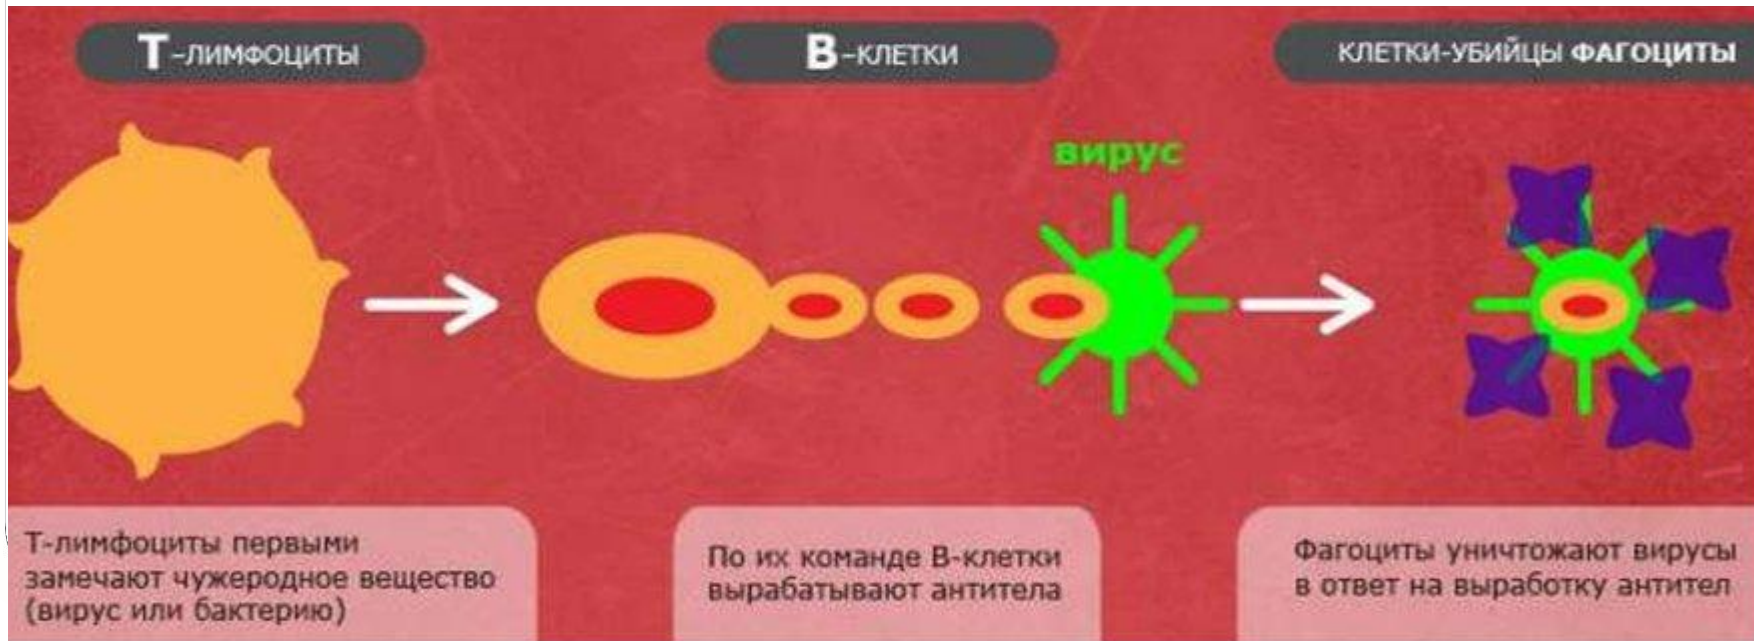 Т-ЛИМФОЦИТЫ
В-КЛЕТКИ
КЛЕТКИ-УБИЙЦЫ ФАГОЦИТЫ
вирус
Т-лимфоциты первыми
замечают чужеродное вещество
(вирус или бактерию)
По их команде В-клетки
вырабатывают антитела
Фагоциты уничтожают вирусы
в ответ на выработку антител